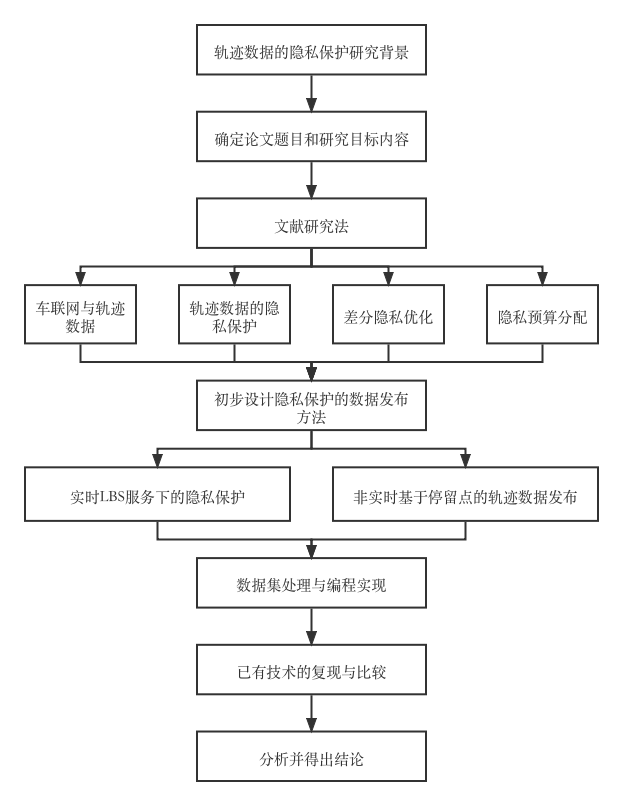 轨迹数据的隐私保护研究背景
确定论文题目和研究目标内容
文献研究法
车联网与轨迹
数据
轨迹数据的隐
私保护
差分隐私优化
隐私预算分配
初步设计隐私保护的数据发布
方法
实时LBS服务下的隐私保护
非实时基于停留点的轨迹数据发布
数据集处理与编程实现
已有技术的复现与比较
分析并得出结论